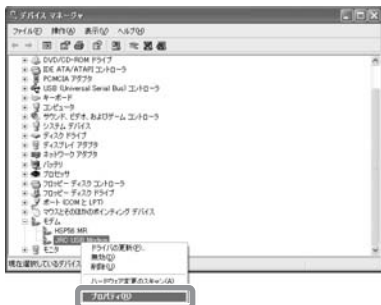 デバイス マネージャ
ファイル(F) 操作(A) 表示(V) ヘルプ(H)
DVD/CD-ROM ドライブ
IDE ATA/ATAPI コントローラ
PCMCIA アダプタ
USB (Universal Serial Bus) コントローラ
キーボード
コンピュータ
サウンド、ビデオ、およびゲーム コントローラ
システム デバイス
ディスク ドライブ
ディスプレイ アダプタ
ネットワーク アダプタ
バッテリ
プロセッサ
フロッピー ディスク コントローラ
フロッピー ディスク ドライブ
ポート (COM と LPT)
マウスとそのほかのポインティング デバイス
モデム
HSP56 MR
JRC USB Modem
モニタ
ドライバの更新(P)...
無効(D)
削除(U)
ハードウェア変更のスキャン(A)
プロパティ(R)
現在選択しているデバイス